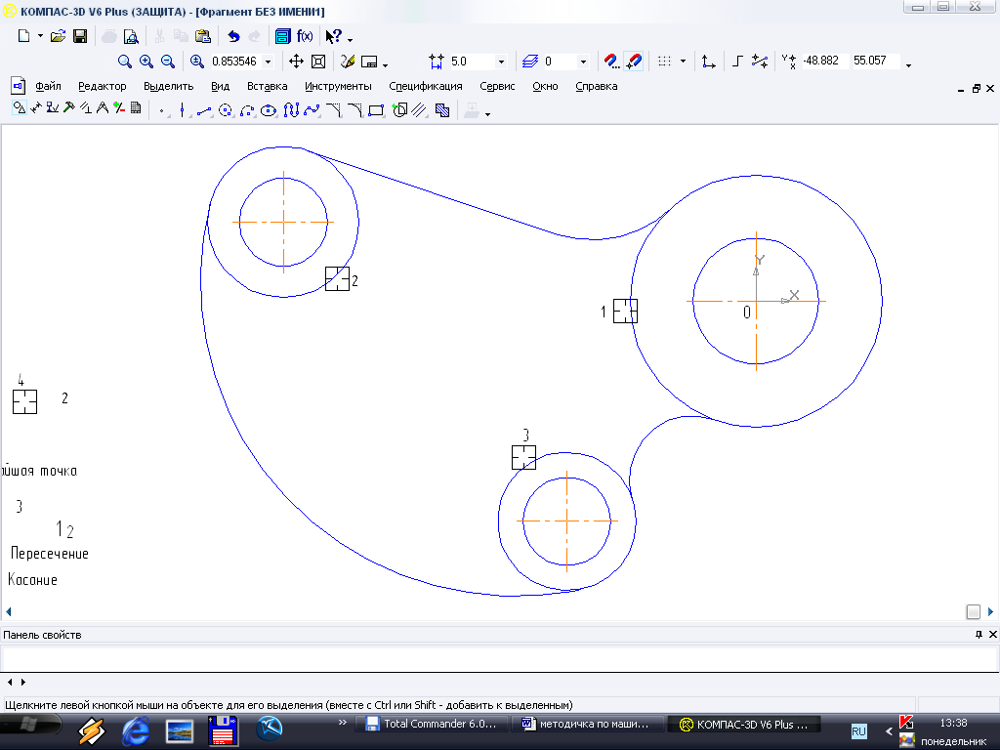 КОМПАС-3D V6 Plus (ЗАЩИТА) - [Фрагмент БЕЗ ИМЕНИ1]
f(x) ?
0.853546 5.0 0 -48.882 55.057
Файл Редактор Выделить Вид Вставка Инструменты Спецификация Сервис Окно Справка
Y
X
0
2
1
3
4
2
йшая точка
3
1 2
Пересечение
Касание
Панель свойств
Щелкните левой кнопкой мыши на объекте для его выделения (вместе с Ctrl или Shift - добавить к выделенным)
» Total Commander 6.0... методичка по маши... КОМПАС-3D V6 Plus ... RU < 13:38
понедельник